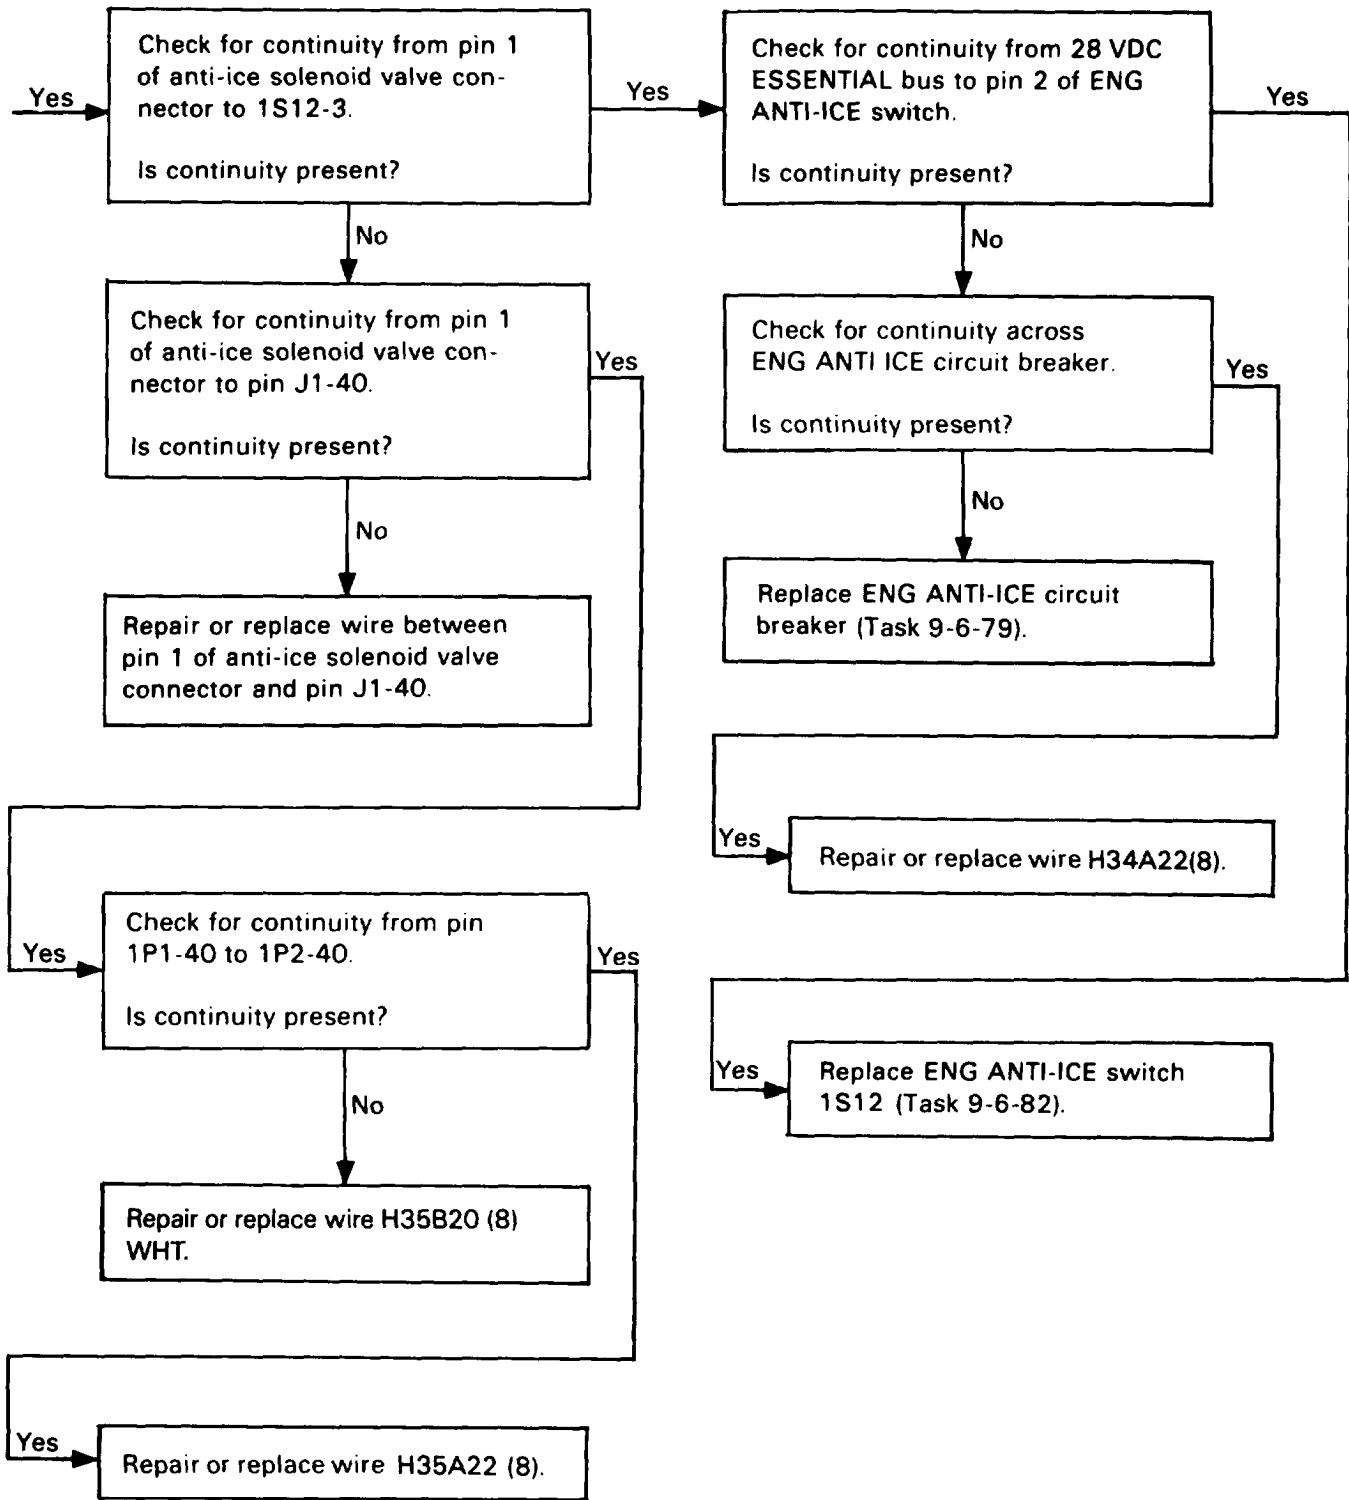 Yes
Check for continuity from pin 1
of anti-ice solenoid valve con-
nector to 1S12-3.
Is continuity present?
Yes
Check for continuity from 28 VDC
ESSENTIAL bus to pin 2 of ENG
ANTI-ICE switch.
Is continuity present?
Yes
No
No
Check for continuity from pin 1
of anti-ice solenoid valve con-
nector to pin J1-40.
Is continuity present?
Yes
Check for continuity across
ENG ANTI ICE circuit breaker.
Is continuity present?
Yes
No
No
Repair or replace wire between
pin 1 of anti-ice solenoid valve
connector and pin J1-40.
Replace ENG ANTI-ICE circuit
breaker (Task 9-6-79).
Yes
Repair or replace wire H34A22(8).
Yes
Check for continuity from pin
1P1-40 to 1P2-40.
Is continuity present?
Yes
No
Yes
Replace ENG ANTI-ICE switch
1S12 (Task 9-6-82).
Repair or replace wire H35B20 (8)
WHT.
Yes
Repair or replace wire H35A22 (8).